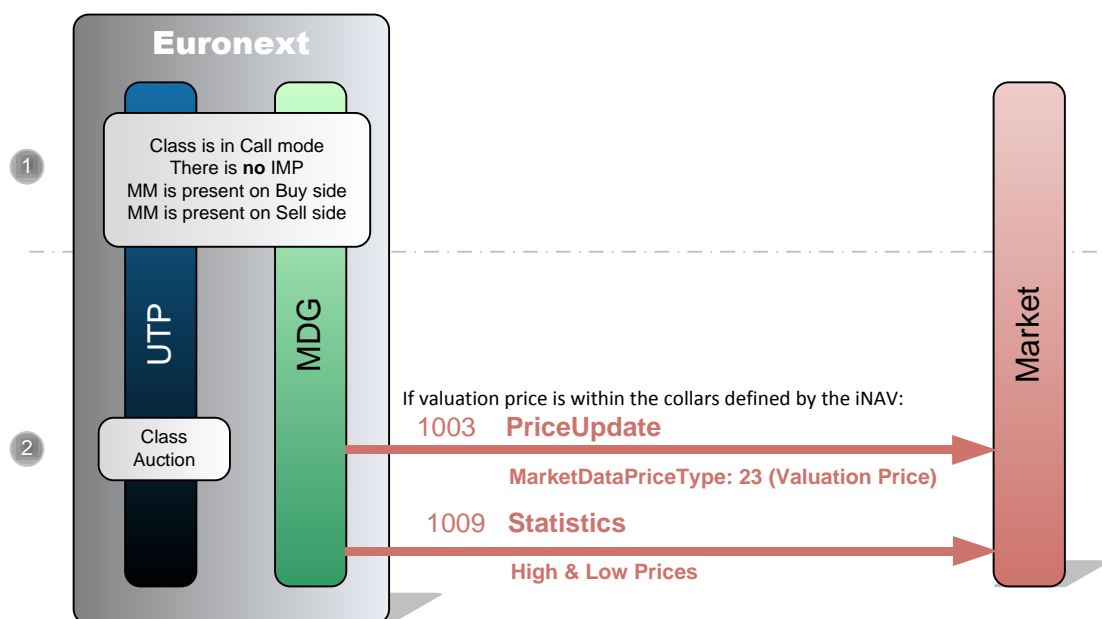 Euronext
1
Class is in Call mode
There is no IMP
MM is present on Buy side
MM is present on Sell side
UTP
MDG
Market
If valuation price is within the collars defined by the iNAV:
1003 PriceUpdate
2
Class
Auction
MarketDataPriceType: 23 (Valuation Price)
1009 Statistics
High & Low Prices